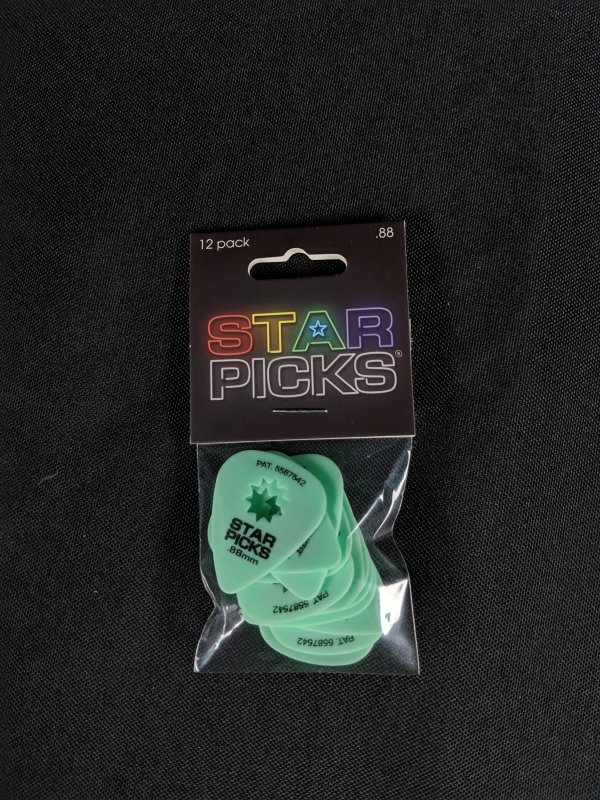 12 pack .88
STAR
PICKS®
PAT. 5587542
STAR
PICKS
.88mm
PAT. 5587542
PAT. 5587542